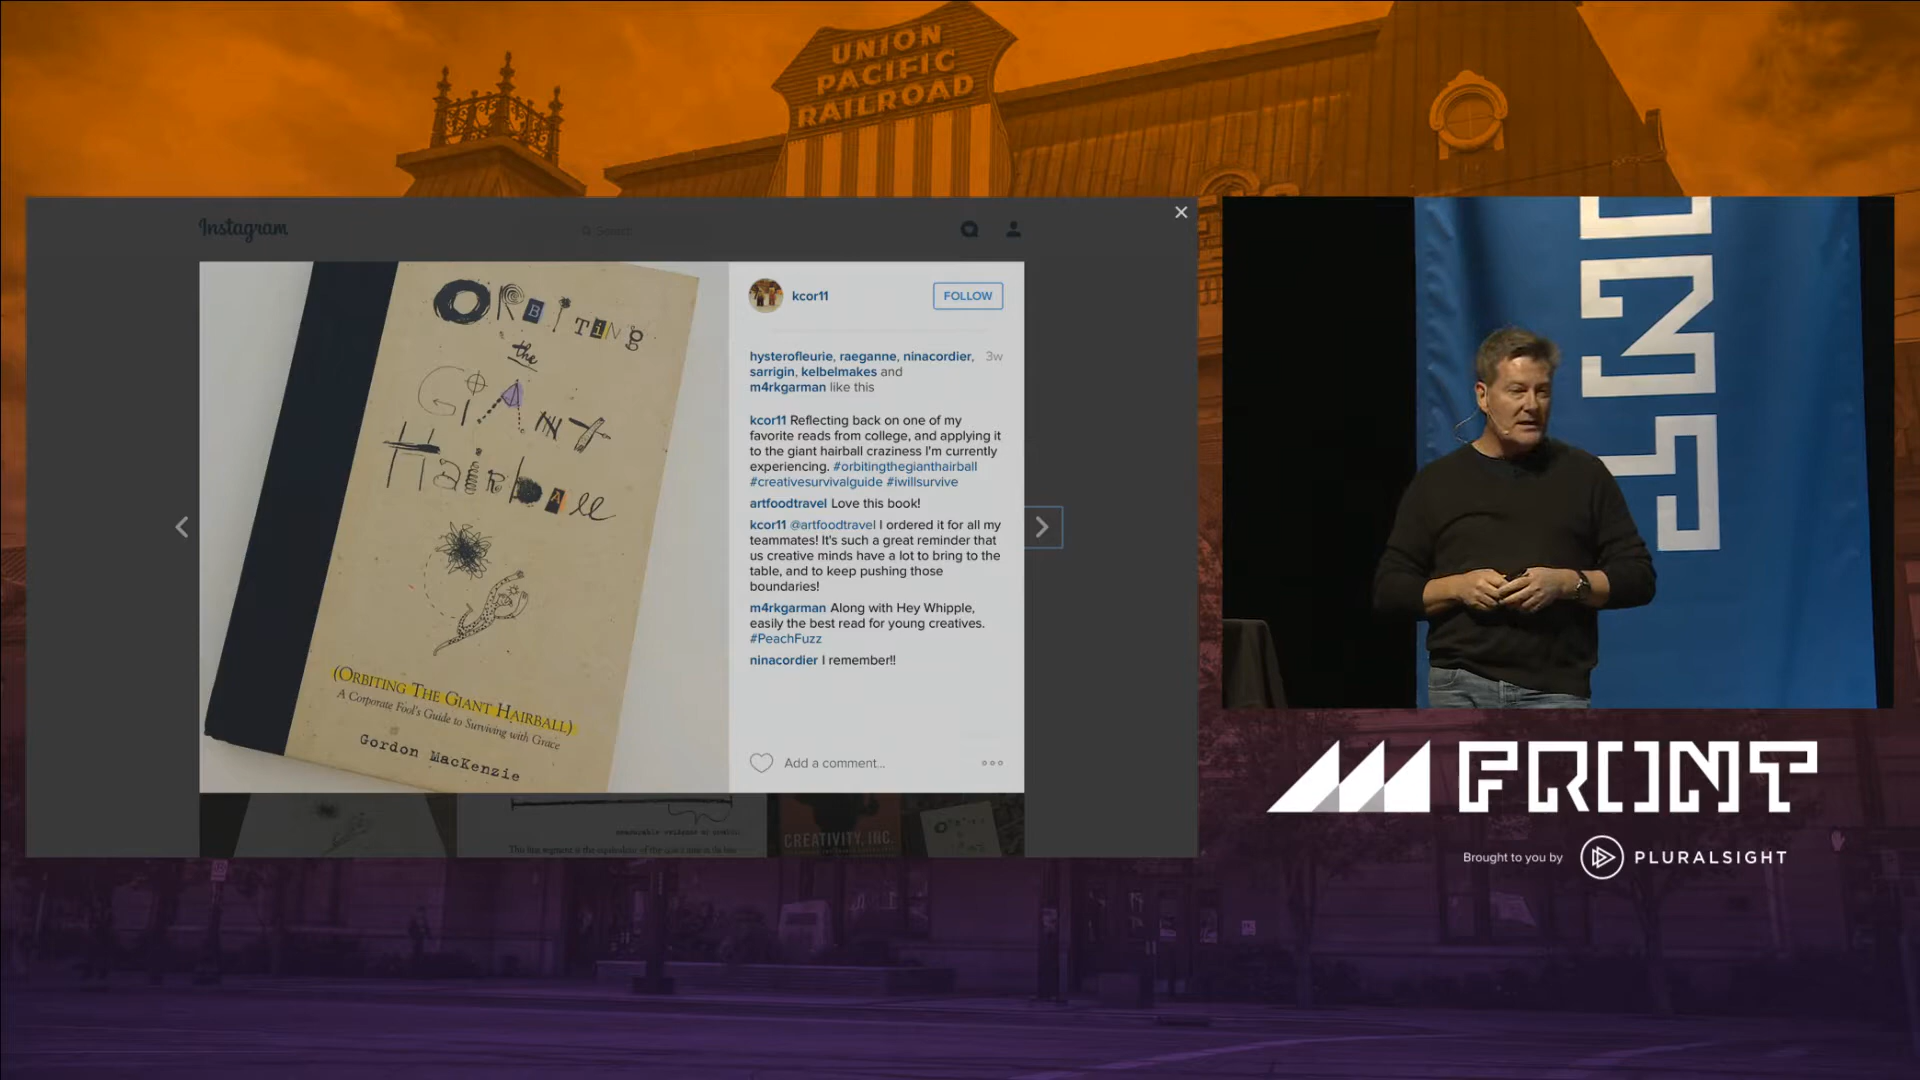 UNION
PACIFIC
RAILROAD
Instagram
Search
ORBiTiNg
the
GIANT
HairbAll
(ORBITING THE GIANT HAIRBALL)
A Corporate Fool's Guide to Surviving with Grace
Gordon MacKenzie
kcor11
FOLLOW
hysterofleurie, raeganne, ninacordier, 3w
sarrigin, kelbelmakes and
m4rkgarman like this
kcor11 Reflecting back on one of my
favorite reads from college, and applying it
to the giant hairball craziness I'm currently
experiencing. #orbitingthegianthairball
#creativesurvivalguide #iwillsurvive
artfoodtravel Love this book!
kcor11 @artfoodtravel I ordered it for all my
teammates! It's such a great reminder that
us creative minds have a lot to bring to the
table, and to keep pushing those
boundaries!
m4rkgarman Along with Hey Whipple,
easily the best read for young creatives.
#PeachFuzz
ninacordier I remember!!
Add a comment...
CREATIVITY, INC.
ONT
FRONT
Brought to you by PLURALSIGHT